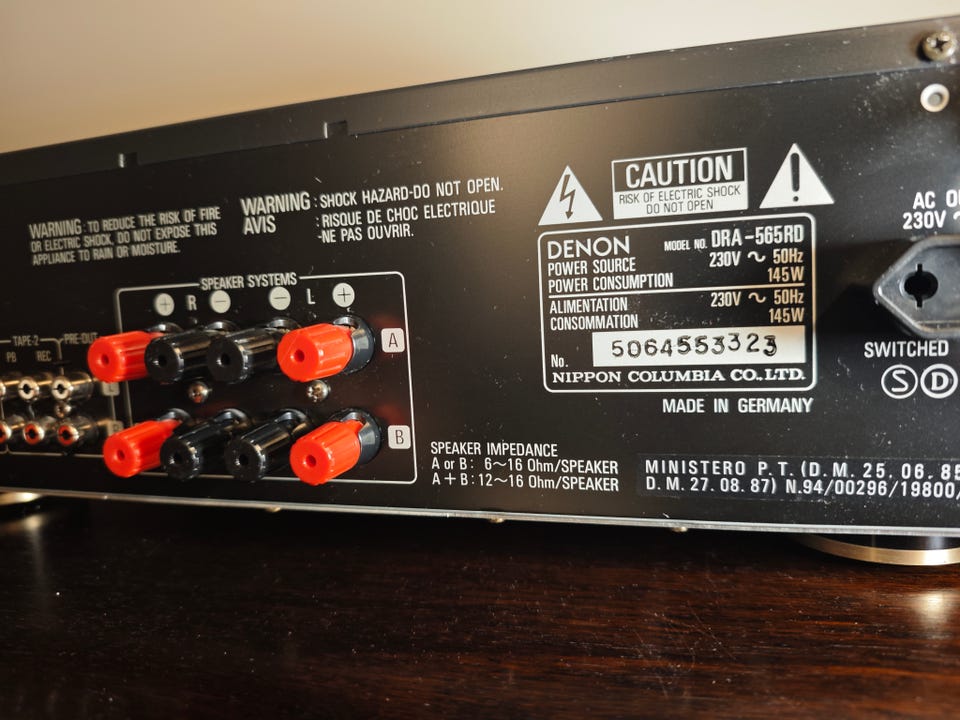 WARNING : TO REDUCE THE RISK OF FIRE
OR ELECTRIC SHOCK, DO NOT EXPOSE THIS
APPLIANCE TO RAIN OR MOISTURE.
WARNING : SHOCK HAZARD-DO NOT OPEN.
AVIS : RISQUE DE CHOC ELECTRIQUE
-NE PAS OUVRIR.
CAUTION
RISK OF ELECTRIC SHOCK
DO NOT OPEN
DENON MODEL NO. DRA-565RD
POWER SOURCE 230V ~ 50Hz
POWER CONSUMPTION 145W
ALIMENTATION 230V ~ 50Hz
CONSOMMATION 145W
No. 5064553323
NIPPON COLUMBIA CO., LTD.
MADE IN GERMANY
AC
230V ~
SWITCHED
S D
SPEAKER SYSTEMS
+ R − − L +
A
B
TAPE-2 PRE-OUT
PB REC
SPEAKER IMPEDANCE
A or B : 6~16 Ohm/SPEAKER
A + B : 12~16 Ohm/SPEAKER
MINISTERO P.T. (D.M. 25. 06. 85
D.M. 27. 08. 87) N.94/00296/19800/